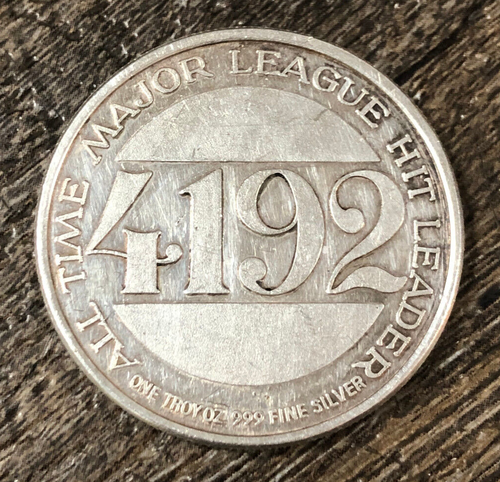 ALL TIME MAJOR LEAGUE HIT LEADER
4192
ONE TROY OZ 999 FINE SILVER